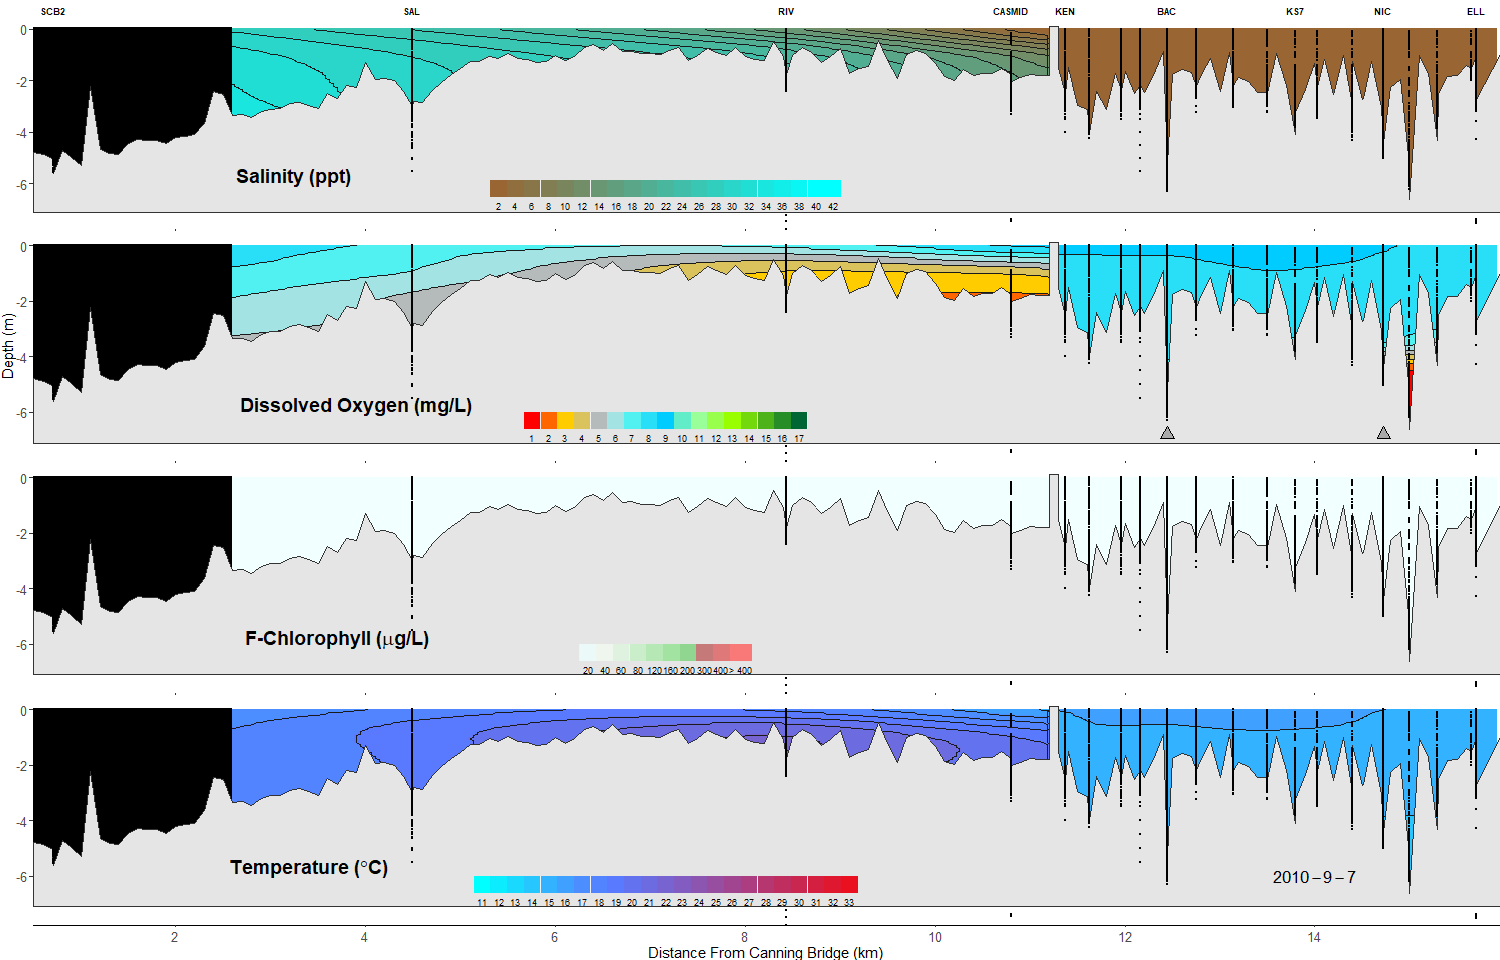 SCB2 SAL RIV CASMID KEN BAC KS7 NIC ELL
0
-2
-4
-6
Salinity (ppt)
2 4 6 8 10 12 14 16 18 20 22 24 26 28 30 32 34 36 38 40 42
0
-2
-4
-6
Depth (m)
Dissolved Oxygen (mg/L)
1 2 3 4 5 6 7 8 9 10 11 12 13 14 15 16 17
0
-2
-4
-6
F-Chlorophyll (μg/L)
20 40 60 80 120 160 200 300 400 > 400
0
-2
-4
-6
Temperature (°C)
2010-9-7
11 12 13 14 15 16 17 18 19 20 21 22 23 24 25 26 27 28 29 30 31 32 33
2 4 6 8 10 12 14
Distance From Canning Bridge (km)